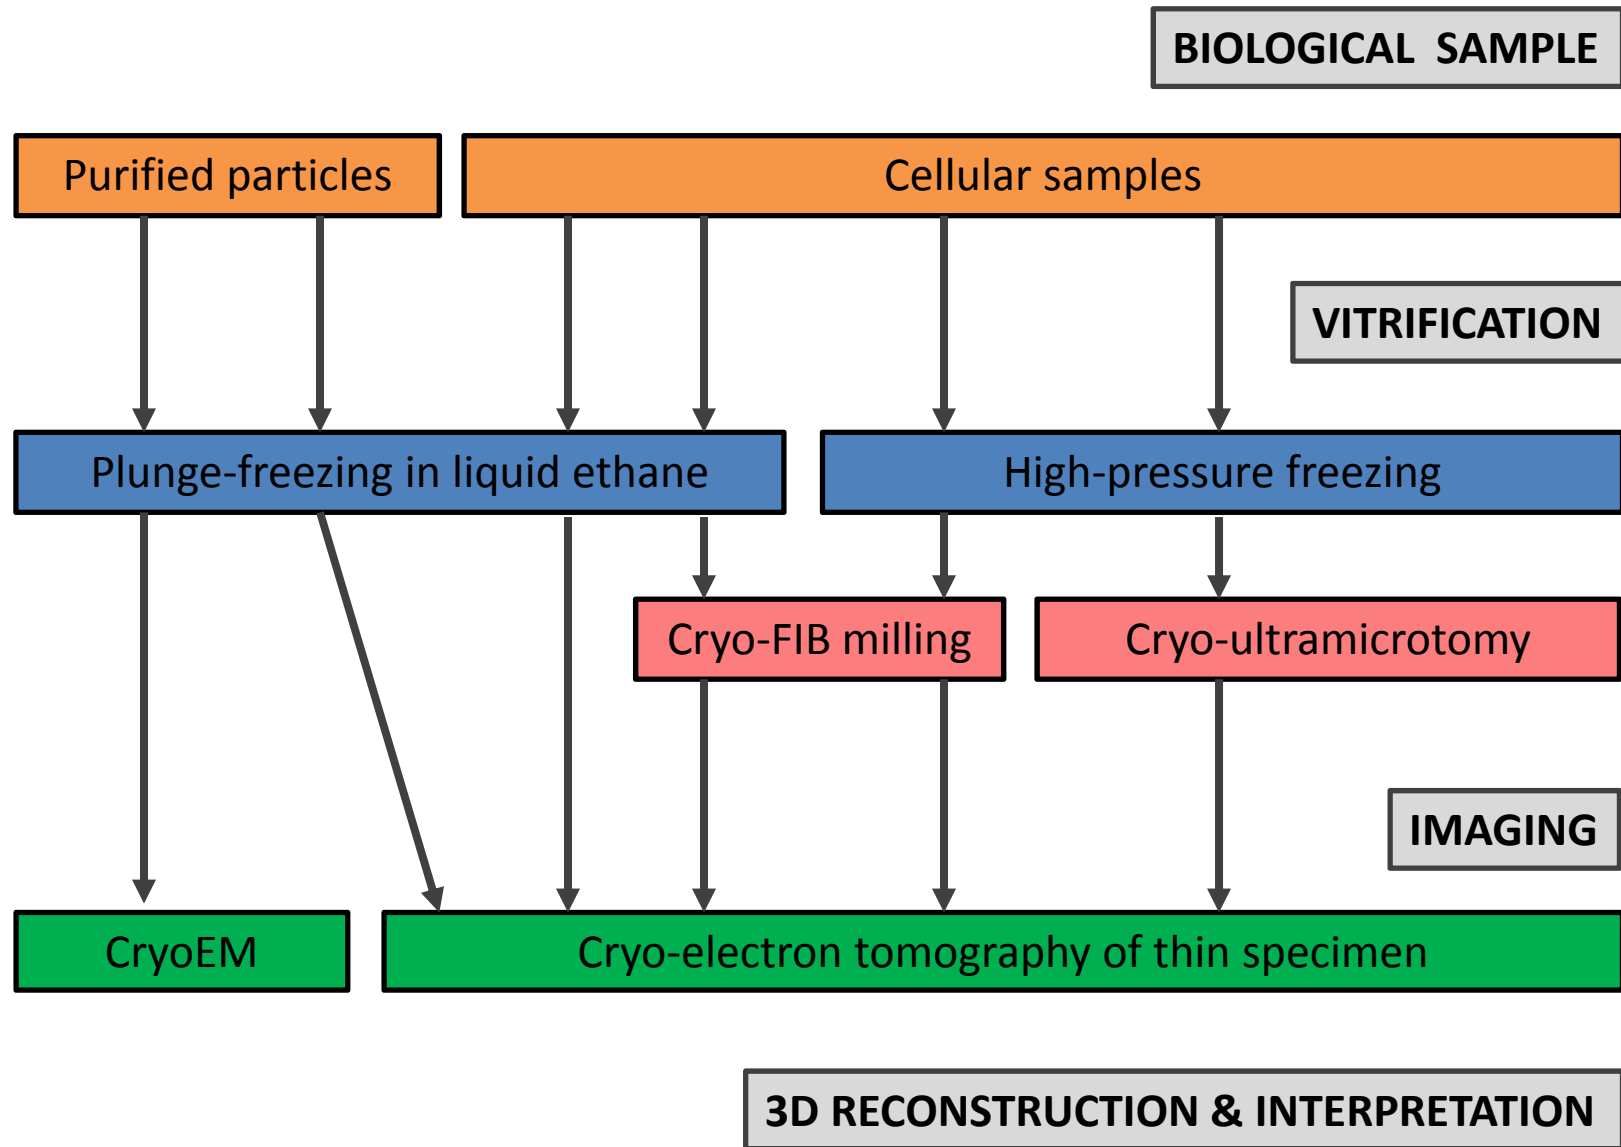 BIOLOGICAL SAMPLE
Purified particles
Cellular samples
VITRIFICATION
Plunge-freezing in liquid ethane
High-pressure freezing
Cryo-FIB milling
Cryo-ultramicrotomy
IMAGING
CryoEM
Cryo-electron tomography of thin specimen
3D RECONSTRUCTION & INTERPRETATION